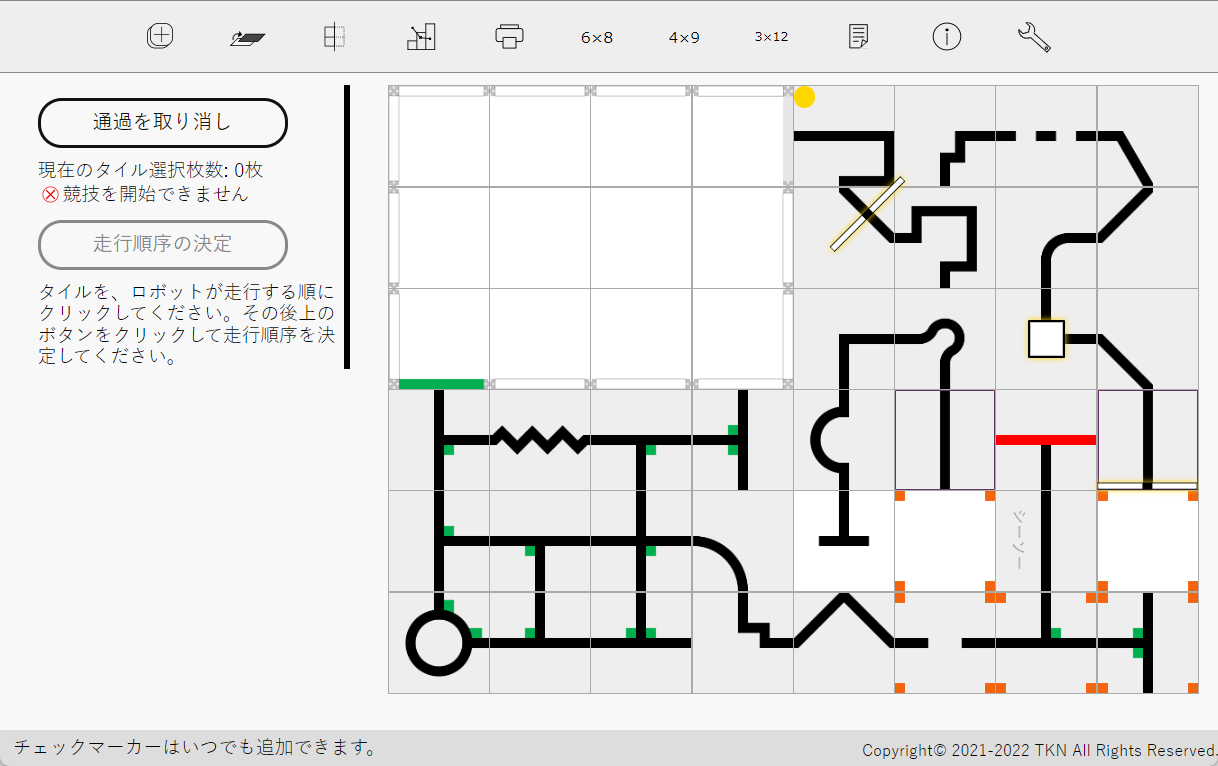 6×8
4×9
3×12
通過を取り消し
現在のタイル選択枚数: 0枚
競技を開始できません
走行順序の決定
タイルを、ロボットが走行する順に
クリックしてください。その後上の
ボタンをクリックして走行順序を決
定してください。
シーソー
チェックマーカーはいつでも追加できます。
Copyright© 2021-2022 TKN All Rights Reserved.